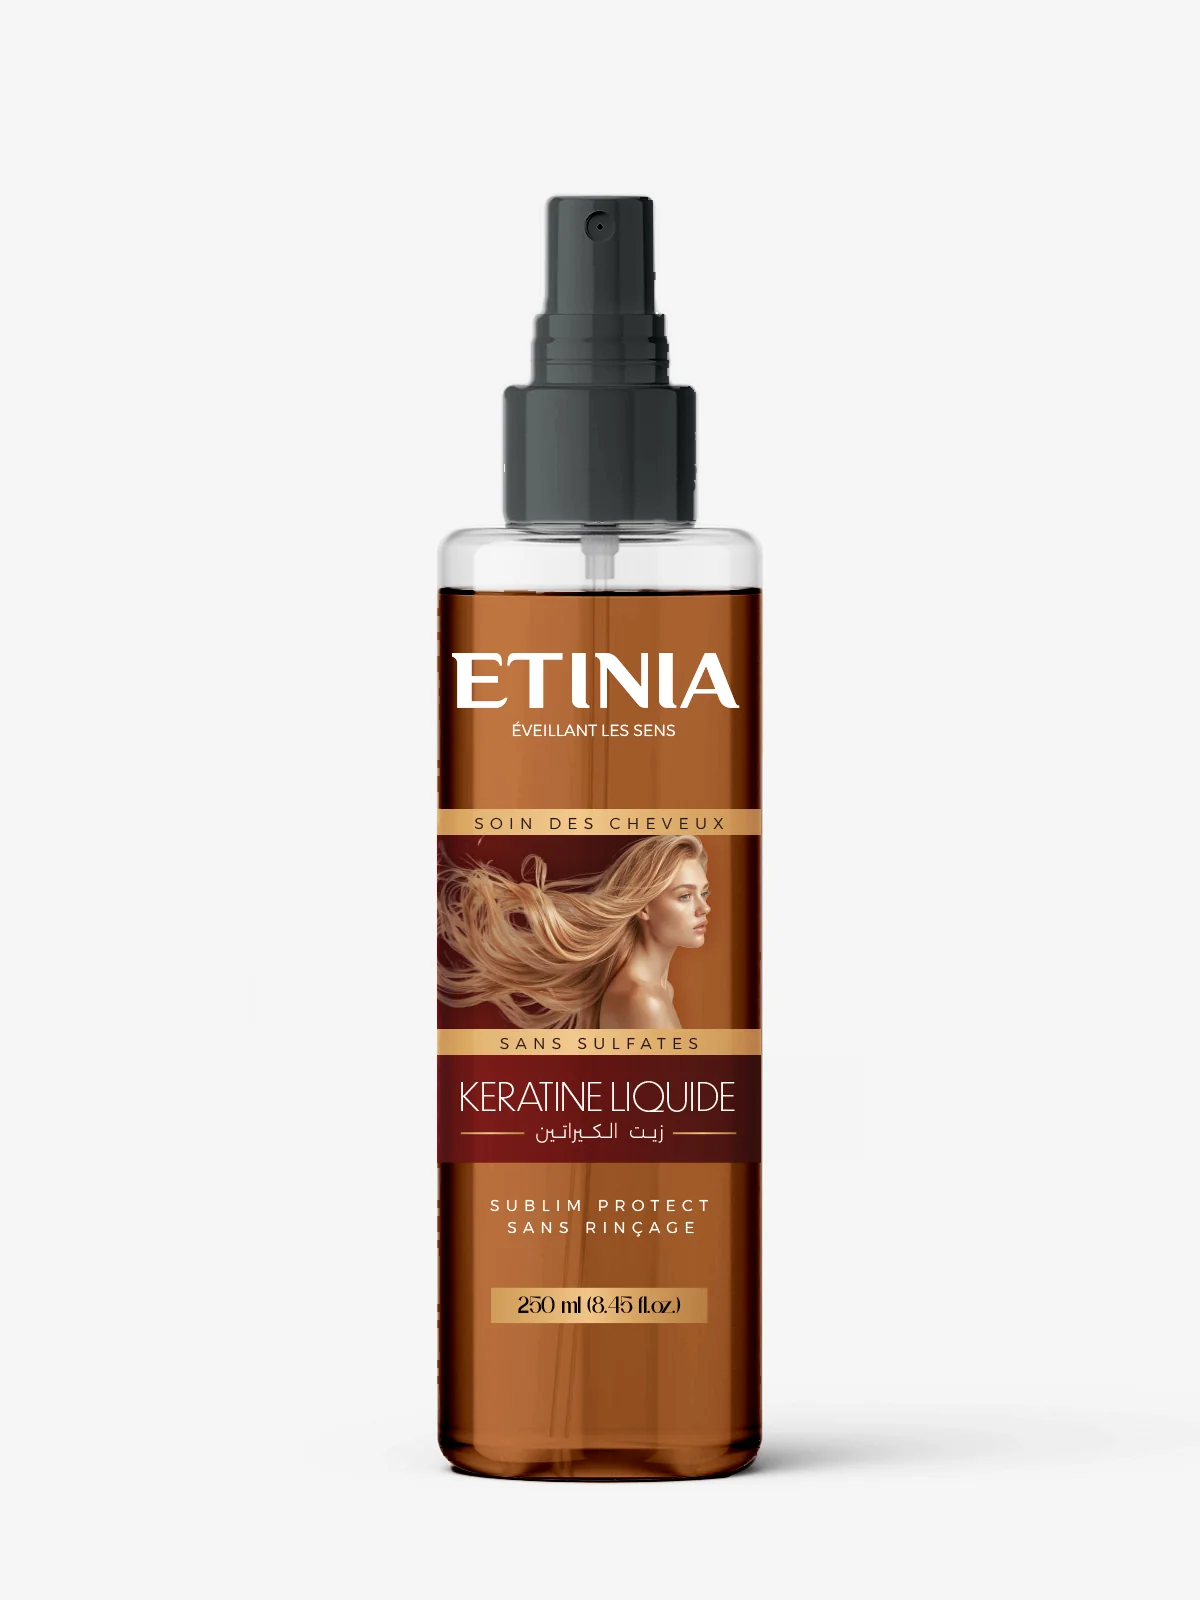 ETINIA
ÉVEILLANT LES SENS
SOIN DES CHEVEUX
SANS SULFATES
KERATINE LIQUIDE
زيت الكيراتين
SUBLIM PROTECT
SANS RINÇAGE
250 ml (8.45 fl.oz.)